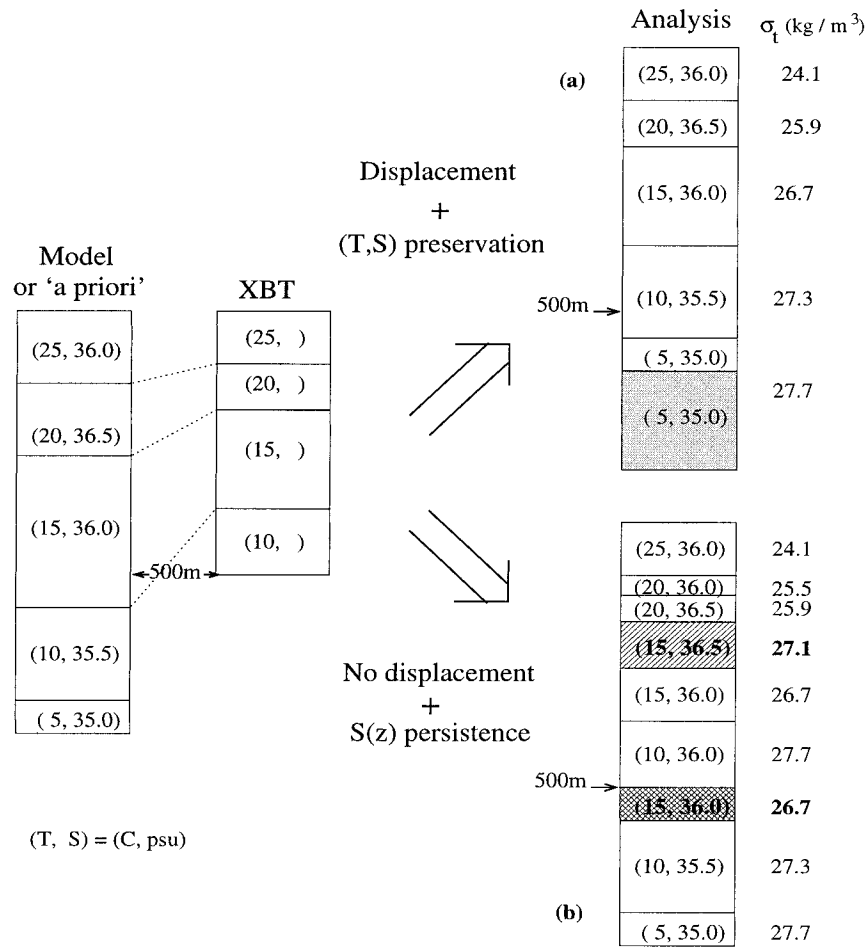 Analysis
σt (kg / m 3)
(a)
(25, 36.0) 24.1
(20, 36.5) 25.9
(15, 36.0) 26.7
(10, 35.5) 27.3
500m
( 5, 35.0)
( 5, 35.0) 27.7
Displacement
+
(T,S) preservation
Model
or ‘a priori’
(25, 36.0)
(20, 36.5)
(15, 36.0)
(10, 35.5)
( 5, 35.0)
XBT
(25, )
(20, )
(15, )
(10, )
500m
No displacement
+
S(z) persistence
(25, 36.0) 24.1
(20, 36.0) 25.5
(20, 36.5) 25.9
(15, 36.5) 27.1
(15, 36.0) 26.7
(10, 36.0) 27.7
500m
(15, 36.0) 26.7
(10, 35.5) 27.3
(b)
( 5, 35.0) 27.7
(T, S) = (C, psu)